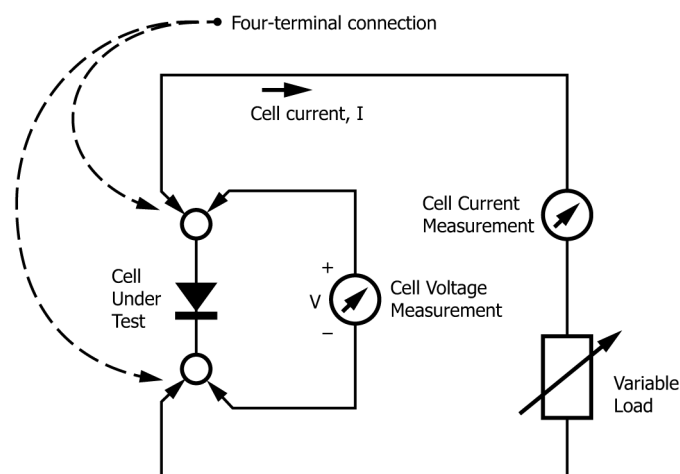 Four-terminal connection
Cell current, I
Cell Current
Measurement
Cell
Under
Test
+
V
−
Cell Voltage
Measurement
Variable
Load